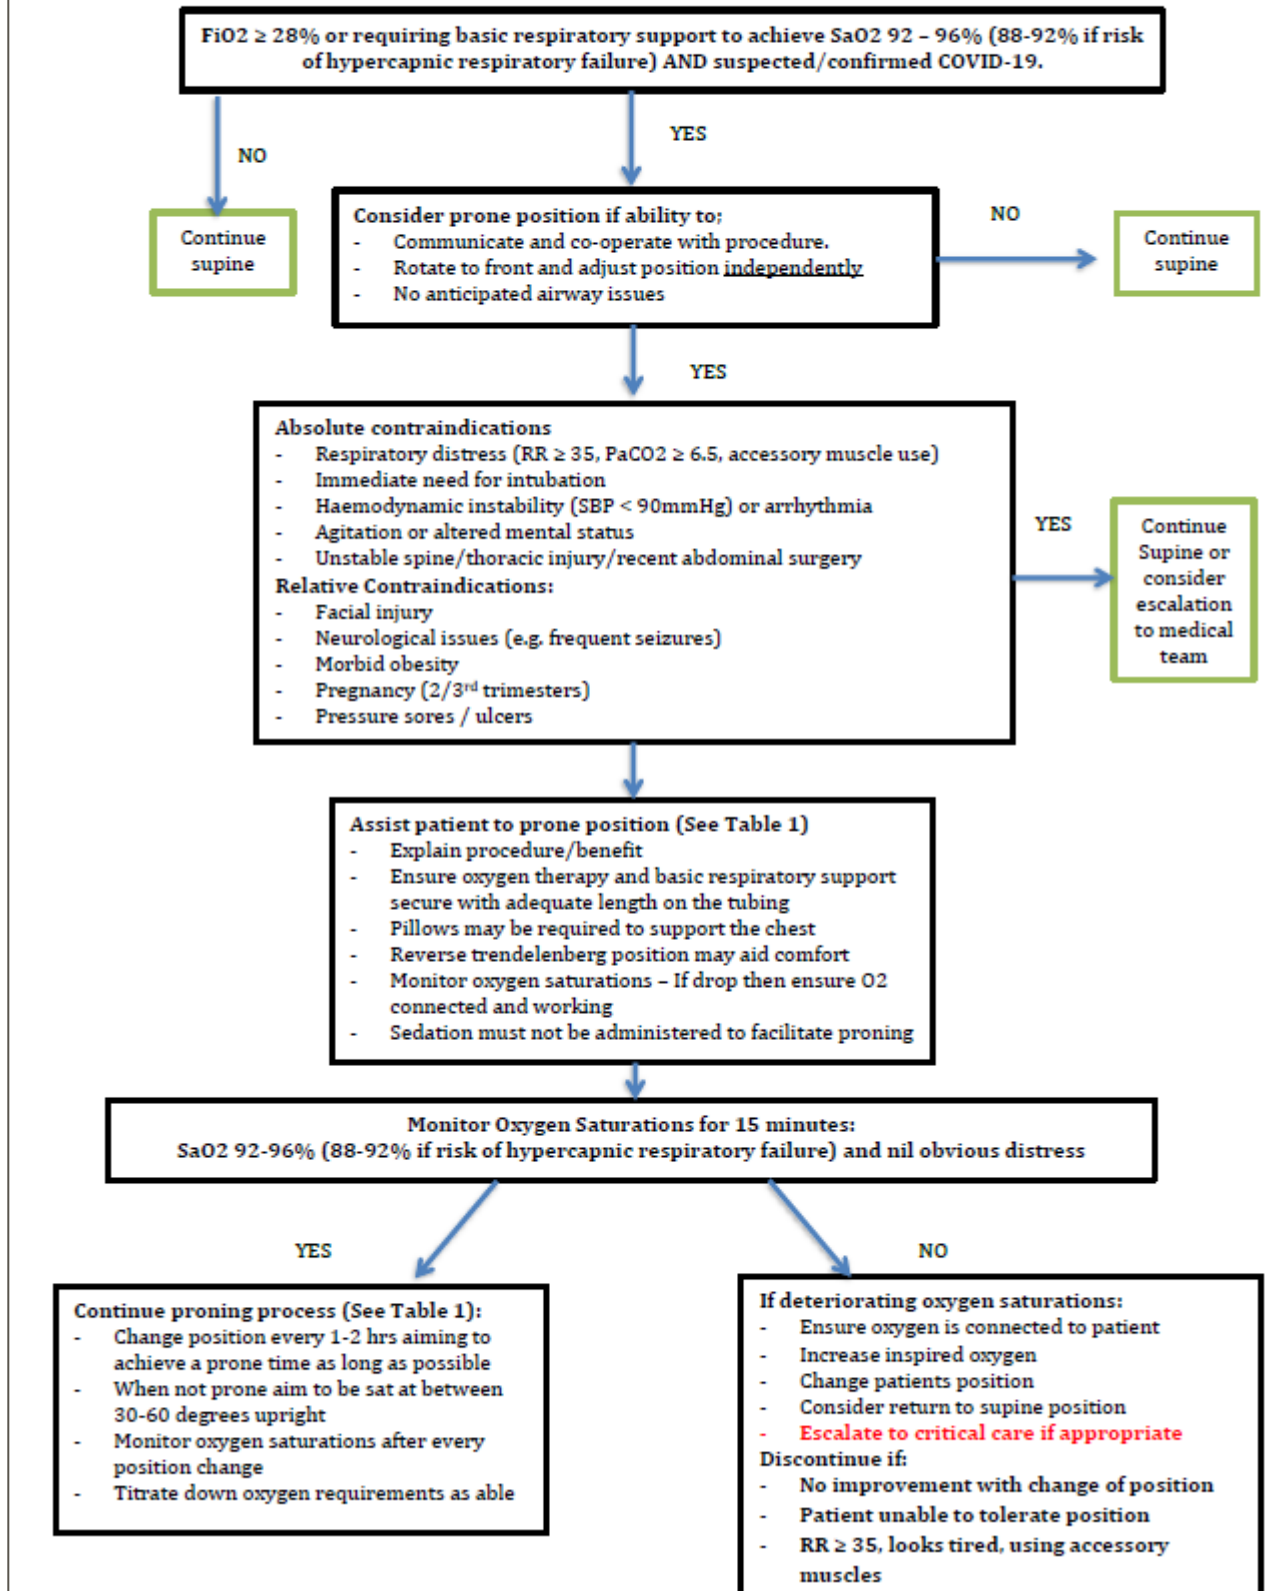 FiO2 ≥ 28% or requiring basic respiratory support to achieve SaO2 92 – 96% (88-92% if risk
of hypercapnic respiratory failure) AND suspected/confirmed COVID-19.
YES
NO
Continue
supine
Consider prone position if ability to;
- Communicate and co-operate with procedure.
- Rotate to front and adjust position independently
- No anticipated airway issues
NO
Continue
supine
YES
Absolute contraindications
- Respiratory distress (RR ≥ 35, PaCO2 ≥ 6.5, accessory muscle use)
- Immediate need for intubation
- Haemodynamic instability (SBP < 90mmHg) or arrhythmia
- Agitation or altered mental status
- Unstable spine/thoracic injury/recent abdominal surgery
Relative Contraindications:
- Facial injury
- Neurological issues (e.g. frequent seizures)
- Morbid obesity
- Pregnancy (2/3rd trimesters)
- Pressure sores / ulcers
YES
Continue
Supine or
consider
escalation
to medical
team
Assist patient to prone position (See Table 1)
- Explain procedure/benefit
- Ensure oxygen therapy and basic respiratory support
secure with adequate length on the tubing
- Pillows may be required to support the chest
- Reverse trendelenberg position may aid comfort
- Monitor oxygen saturations – If drop then ensure O2
connected and working
- Sedation must not be administered to facilitate proning
Monitor Oxygen Saturations for 15 minutes:
SaO2 92-96% (88-92% if risk of hypercapnic respiratory failure) and nil obvious distress
YES
NO
Continue proning process (See Table 1):
- Change position every 1-2 hrs aiming to
achieve a prone time as long as possible
- When not prone aim to be sat at between
30-60 degrees upright
- Monitor oxygen saturations after every
position change
- Titrate down oxygen requirements as able
If deteriorating oxygen saturations:
- Ensure oxygen is connected to patient
- Increase inspired oxygen
- Change patients position
- Consider return to supine position
- Escalate to critical care if appropriate
Discontinue if:
- No improvement with change of position
- Patient unable to tolerate position
- RR ≥ 35, looks tired, using accessory
muscles